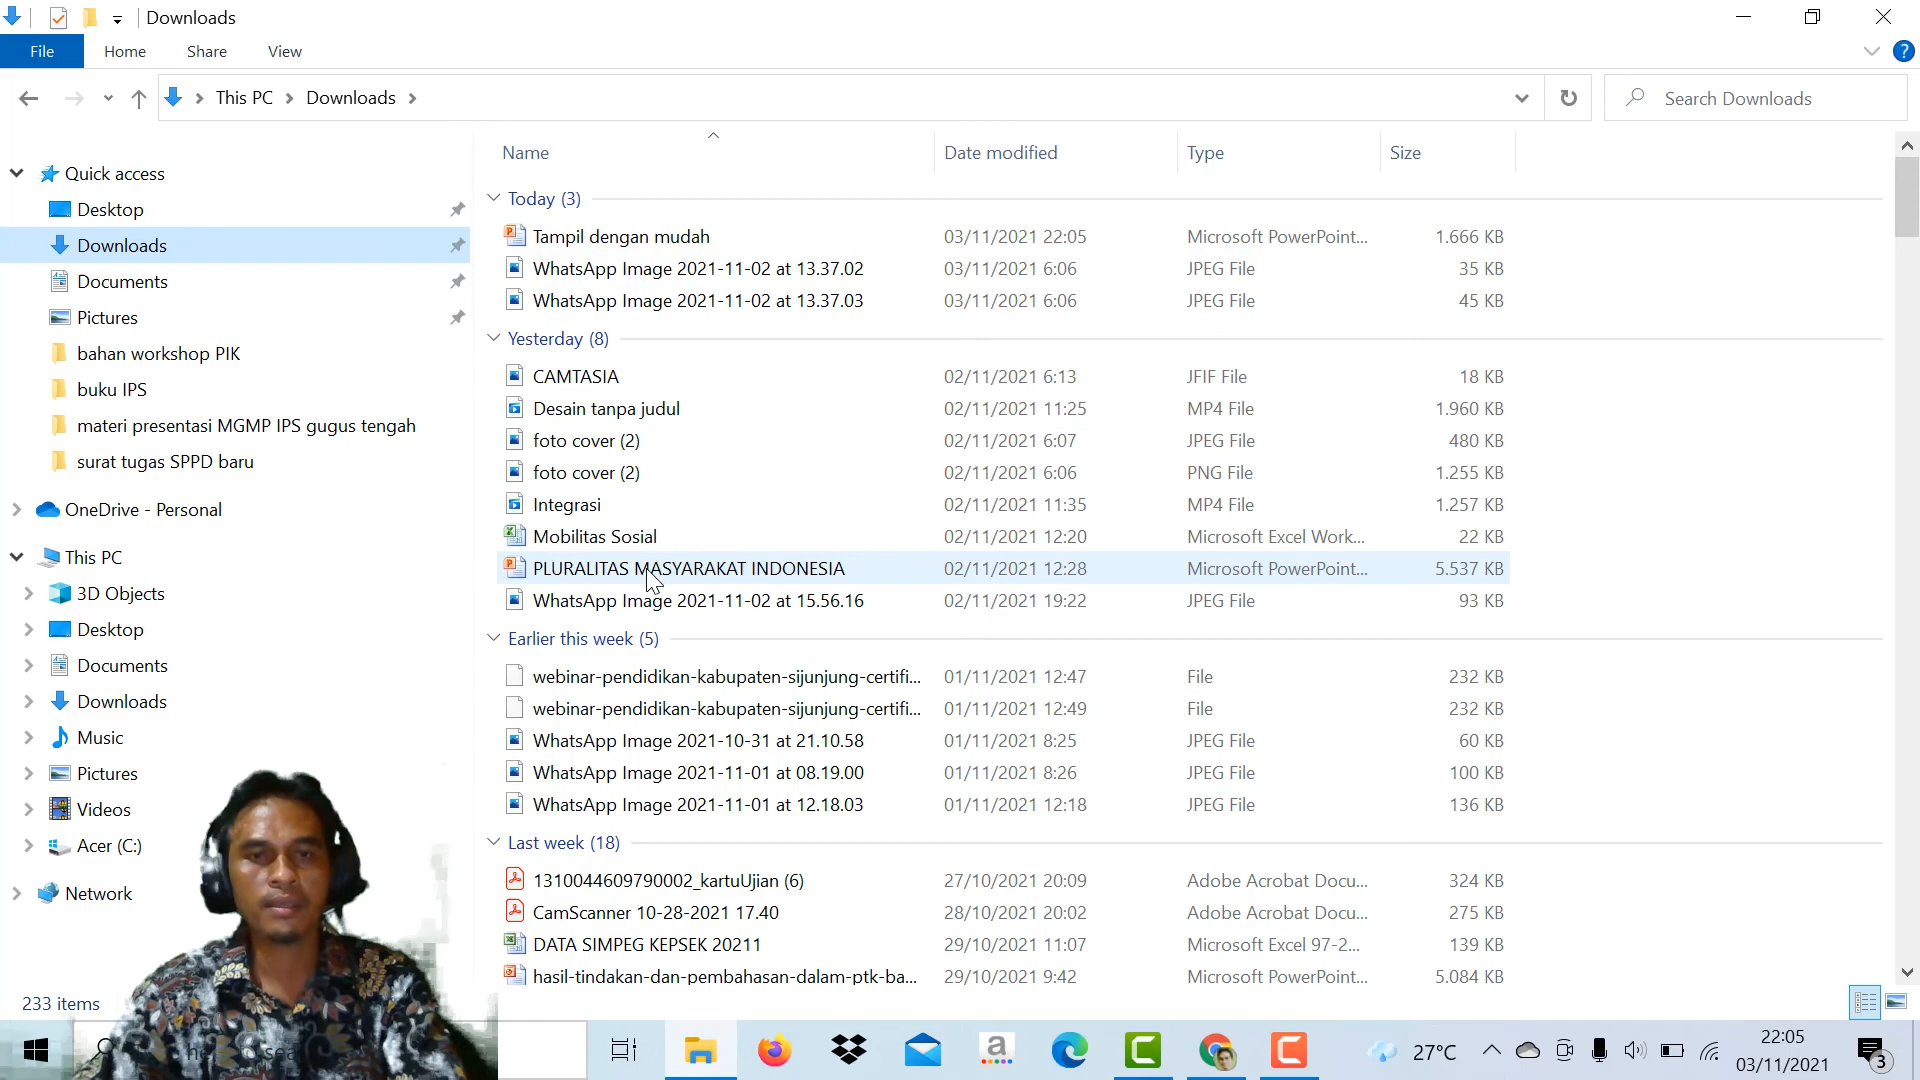 Downloads
File Home Share View
This PC Downloads
Search Downloads
Name Date modified Type Size
Quick access
Desktop
Downloads
Documents
Pictures
bahan workshop PIK
buku IPS
materi presentasi MGMP IPS gugus tengah
surat tugas SPPD baru
OneDrive - Personal
This PC
3D Objects
Desktop
Documents
Downloads
Music
Pictures
Videos
Acer (C:)
Network
Today (3)
Tampil dengan mudah 03/11/2021 22:05 Microsoft PowerPoint... 1.666 KB
WhatsApp Image 2021-11-02 at 13.37.02 03/11/2021 6:06 JPEG File 35 KB
WhatsApp Image 2021-11-02 at 13.37.03 03/11/2021 6:06 JPEG File 45 KB
Yesterday (8)
CAMTASIA 02/11/2021 6:13 JFIF File 18 KB
Desain tanpa judul 02/11/2021 11:25 MP4 File 1.960 KB
foto cover (2) 02/11/2021 6:07 JPEG File 480 KB
foto cover (2) 02/11/2021 6:06 PNG File 1.255 KB
Integrasi 02/11/2021 11:35 MP4 File 1.257 KB
Mobilitas Sosial 02/11/2021 12:20 Microsoft Excel Work... 22 KB
PLURALITAS MASYARAKAT INDONESIA 02/11/2021 12:28 Microsoft PowerPoint... 5.537 KB
WhatsApp Image 2021-11-02 at 15.56.16 02/11/2021 19:22 JPEG File 93 KB
Earlier this week (5)
webinar-pendidikan-kabupaten-sijunjung-certifi... 01/11/2021 12:47 File 232 KB
webinar-pendidikan-kabupaten-sijunjung-certifi... 01/11/2021 12:49 File 232 KB
WhatsApp Image 2021-10-31 at 21.10.58 01/11/2021 8:25 JPEG File 60 KB
WhatsApp Image 2021-11-01 at 08.19.00 01/11/2021 8:26 JPEG File 100 KB
WhatsApp Image 2021-11-01 at 12.18.03 01/11/2021 12:18 JPEG File 136 KB
Last week (18)
1310044609790002_kartuUjian (6) 27/10/2021 20:09 Adobe Acrobat Docu... 324 KB
CamScanner 10-28-2021 17.40 28/10/2021 20:02 Adobe Acrobat Docu... 275 KB
DATA SIMPEG KEPSEK 20211 29/10/2021 11:07 Microsoft Excel 97-2... 139 KB
hasil-tindakan-dan-pembahasan-dalam-ptk-ba... 29/10/2021 9:42 Microsoft PowerPoint... 5.084 KB
233 items
27°C
22:05
03/11/2021
3